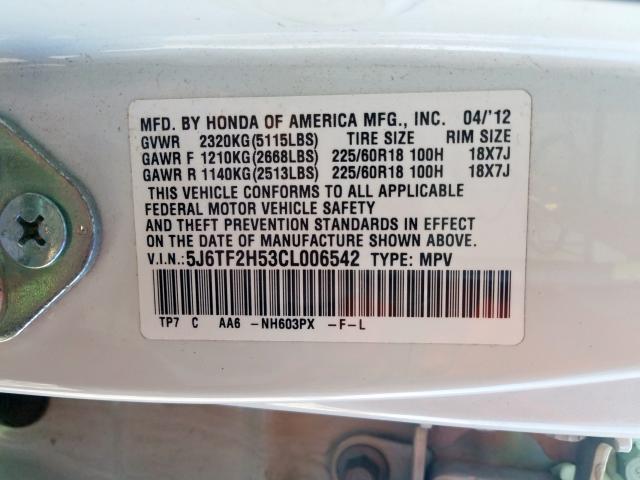 MFD. BY HONDA OF AMERICA MFG., INC. 04/'12
GVWR 2320KG(5115LBS) TIRE SIZE RIM SIZE
GAWR F 1210KG(2668LBS) 225/60R18 100H 18X7J
GAWR R 1140KG(2513LBS) 225/60R18 100H 18X7J
THIS VEHICLE CONFORMS TO ALL APPLICABLE
FEDERAL MOTOR VEHICLE SAFETY
AND THEFT PREVENTION STANDARDS IN EFFECT
ON THE DATE OF MANUFACTURE SHOWN ABOVE.
V.I.N.:5J6TF2H53CL006542 TYPE: MPV
TP7 C AA6 -NH603PX -F-L